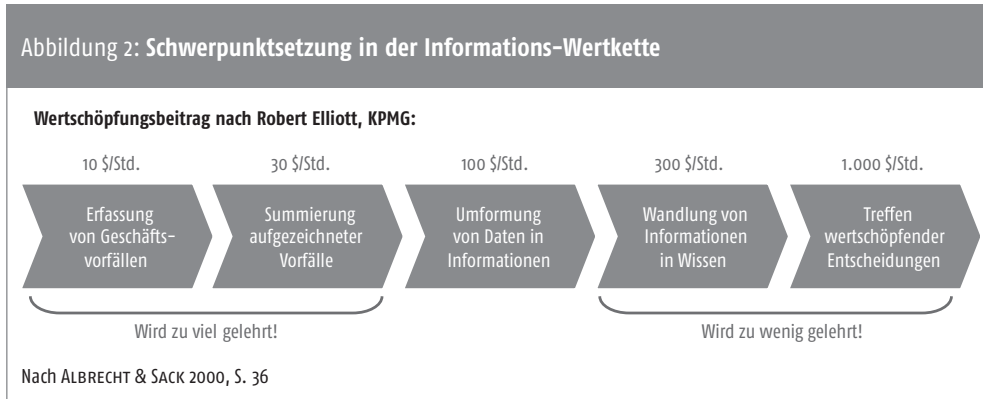 Abbildung 2: Schwerpunktsetzung in der Informations-Wertkette
Wertschöpfungsbeitrag nach Robert Elliott, KPMG:
10 $/Std.
30 $/Std.
100 $/Std.
300 $/Std.
1.000 $/Std.
Erfassung
von Geschäfts-
vorfällen
Summierung
aufgezeichneter
Vorfälle
Umformung
von Daten in
Informationen
Wandlung von
Informationen
in Wissen
Treffen
wertschöpfender
Entscheidungen
Wird zu viel gelehrt!
Wird zu wenig gelehrt!
Nach ALBRECHT & SACK 2000, S. 36